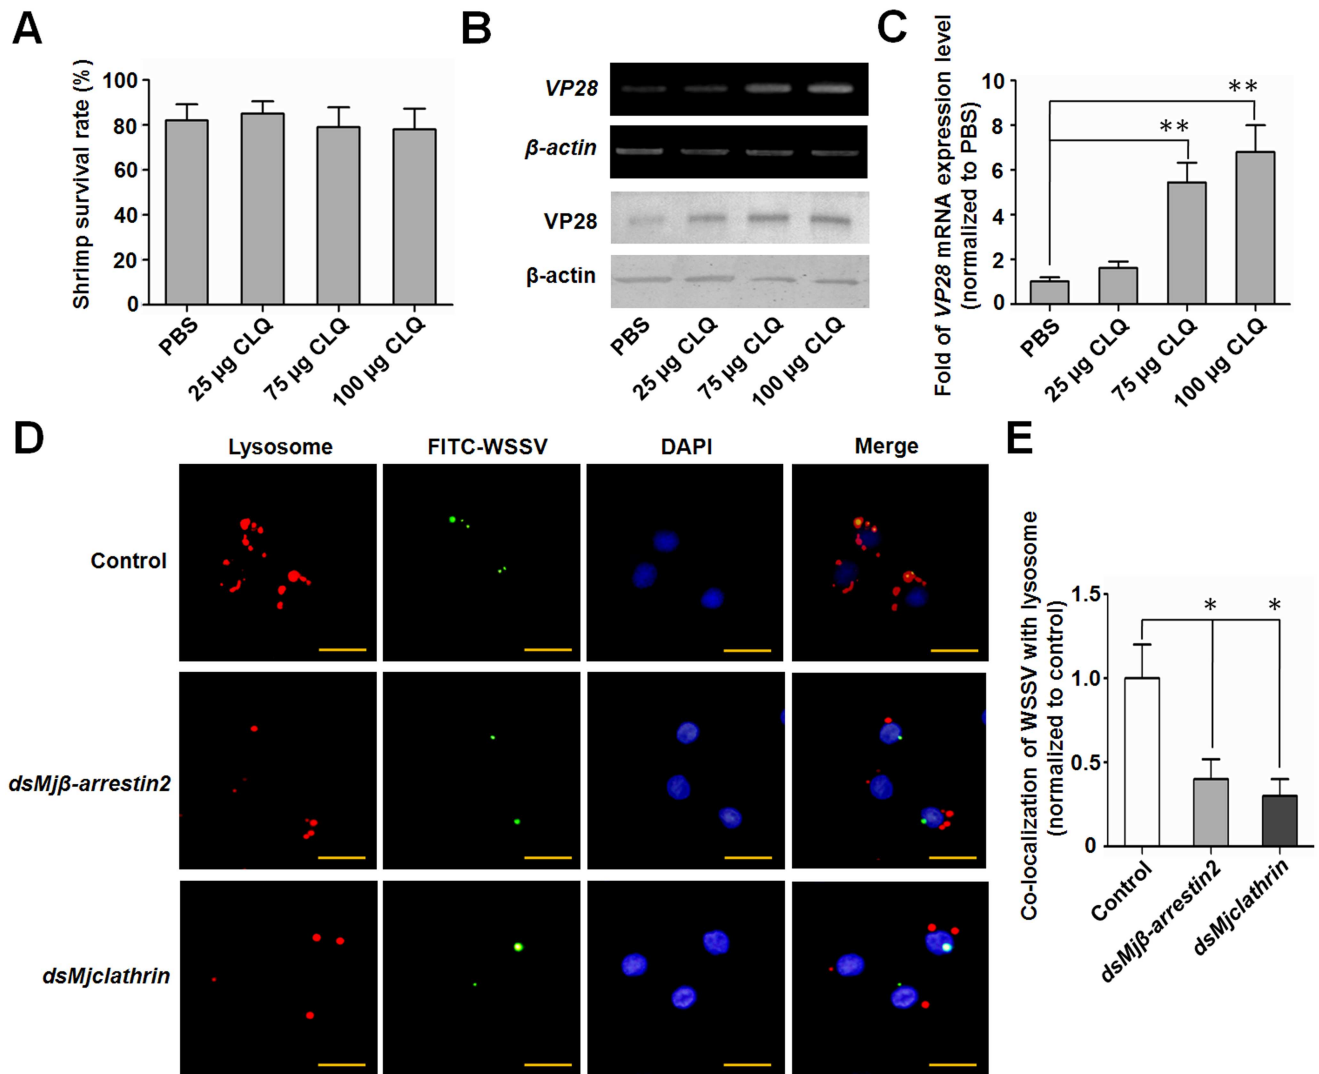 A
Shrimp survival rate (%)
100
80
60
40
20
0
PBS
25 μg CLQ
75 μg CLQ
100 μg CLQ
B
VP28
β-actin
VP28
β-actin
PBS
25 μg CLQ
75 μg CLQ
100 μg CLQ
C
Fold of VP28 mRNA expression level
(normalized to PBS)
10
8
6
4
2
0
**
**
PBS
25 μg CLQ
75 μg CLQ
100 μg CLQ
D
Lysosome
FITC-WSSV
DAPI
Merge
Control
dsMjβ-arrestin2
dsMjclathrin
E
Co-localization of WSSV with lysosome
(normalized to control)
1.5
1.0
0.5
0
*
*
Control
dsMjβ-arrestin2
dsMjclathrin